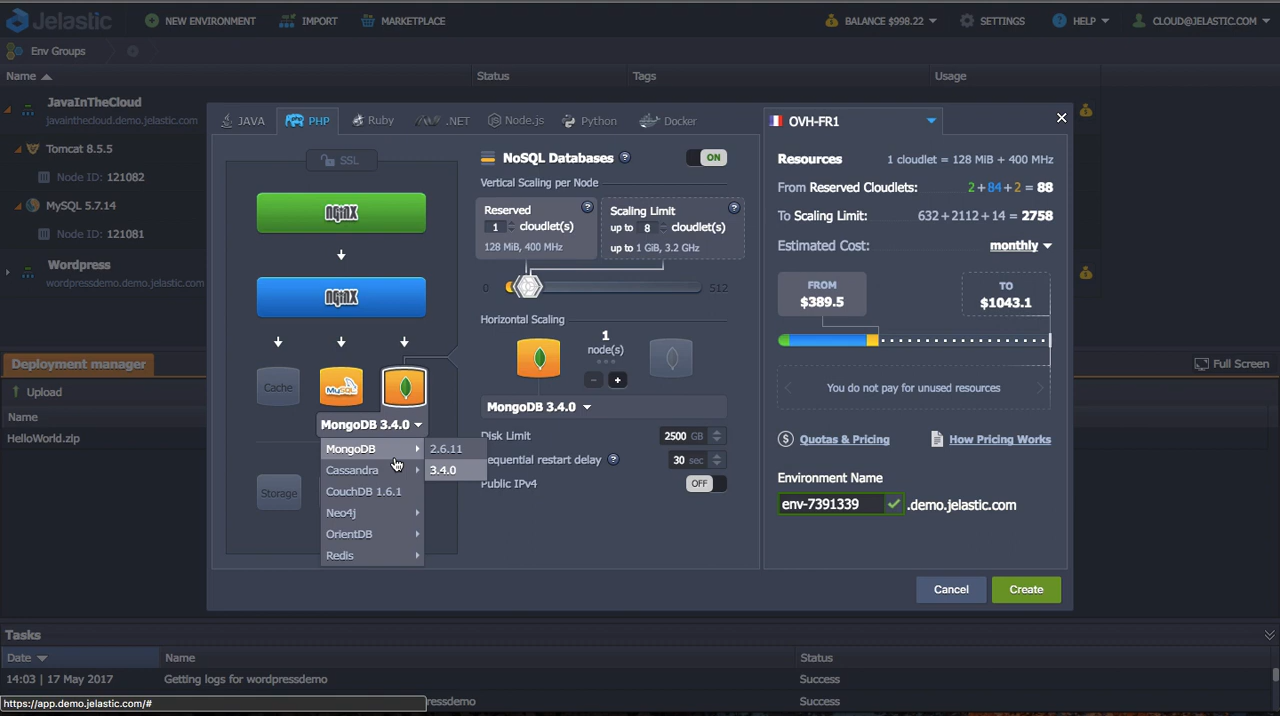 Jelastic
NEW ENVIRONMENT
IMPORT
MARKETPLACE
BALANCE $998.22
SETTINGS
HELP
CLOUD@JELASTIC.COM
Env Groups
Name
Status
Tags
Usage
JavaInTheCloud
javainthecloud.demo.jelastic.com
Tomcat 8.5.5
Node ID: 121082
MySQL 5.7.14
Node ID: 121081
Wordpress
wordpressdemo.demo.jelastic.com
Deployment manager
Full Screen
Upload
Name
HelloWorld.zip
JAVA
PHP
Ruby
.NET
Node.js
Python
Docker
SSL
NGINX
NGINX
Cache
MySQL
MongoDB 3.4.0
MongoDB
2.6.11
Cassandra
3.4.0
CouchDB 1.6.1
Neo4j
OrientDB
Redis
Storage
NoSQL Databases
ON
Vertical Scaling per Node
Reserved
1 cloudlet(s)
128 MiB, 400 MHz
Scaling Limit
up to 8 cloudlet(s)
up to 1 GiB, 3.2 GHz
0
512
Horizontal Scaling
1
node(s)
MongoDB 3.4.0
Disk Limit
2500 GB
equential restart delay
30 sec
Public IPv4
OFF
OVH-FR1
Resources
1 cloudlet = 128 MiB + 400 MHz
From Reserved Cloudlets:
2+84+2 = 88
To Scaling Limit:
632+2112+14 = 2758
Estimated Cost:
monthly
FROM
$389.5
TO
$1043.1
You do not pay for unused resources
Quotas & Pricing
How Pricing Works
Environment Name
env-7391339
.demo.jelastic.com
Cancel
Create
Tasks
Date
Name
Status
14:03 | 17 May 2017
Getting logs for wordpressdemo
Success
https://app.demo.jelastic.com/#
ressdemo
Success